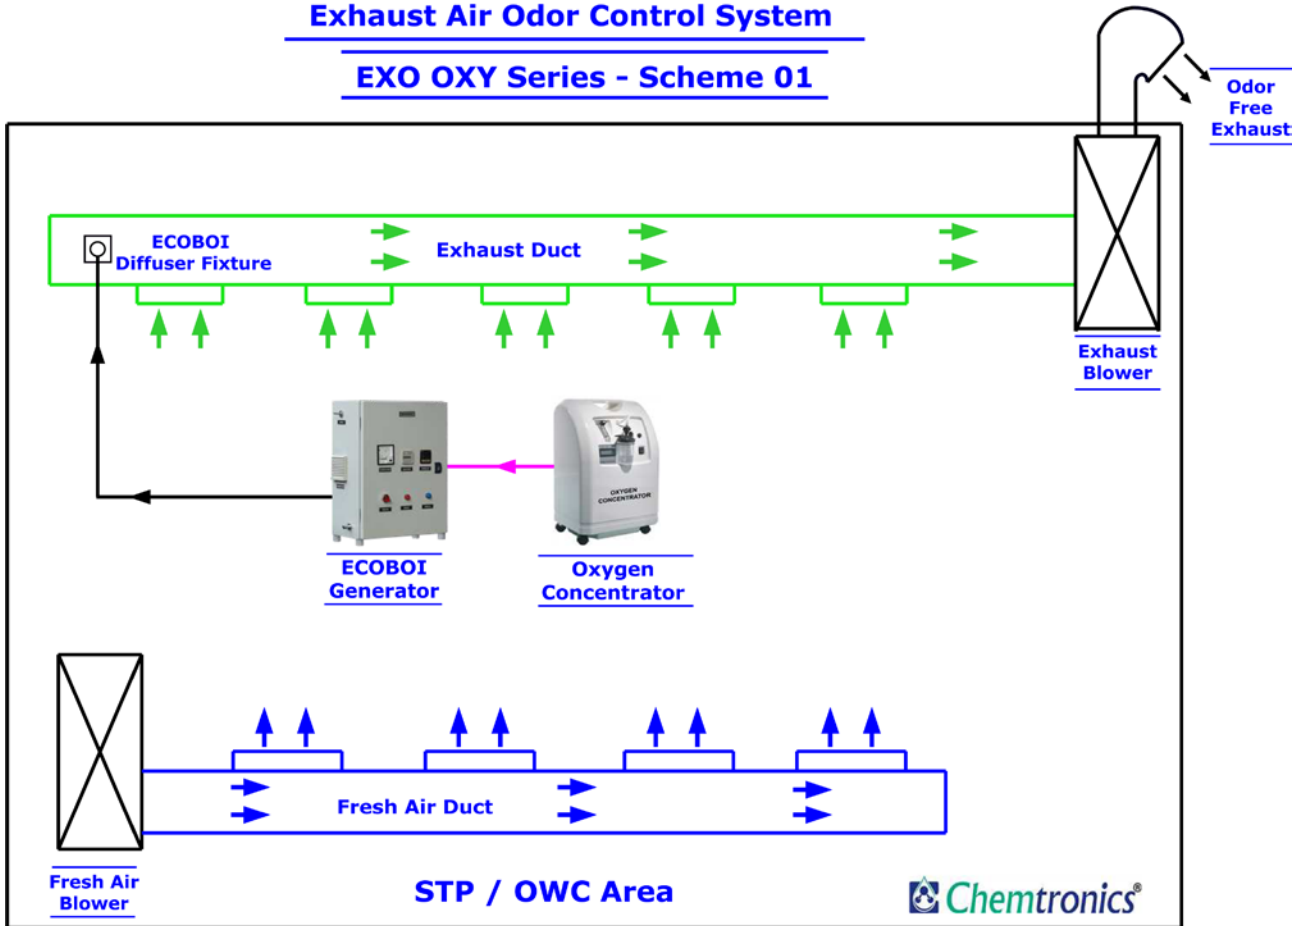 Exhaust Air Odor Control System
EXO OXY Series - Scheme 01
Odor
Free
Exhaust
ECOBOI
Diffuser Fixture
Exhaust Duct
Exhaust
Blower
OXYGEN
CONCENTRATOR
ECOBOI
Generator
Oxygen
Concentrator
Fresh Air Duct
Fresh Air
Blower
STP / OWC Area
Chemtronics®